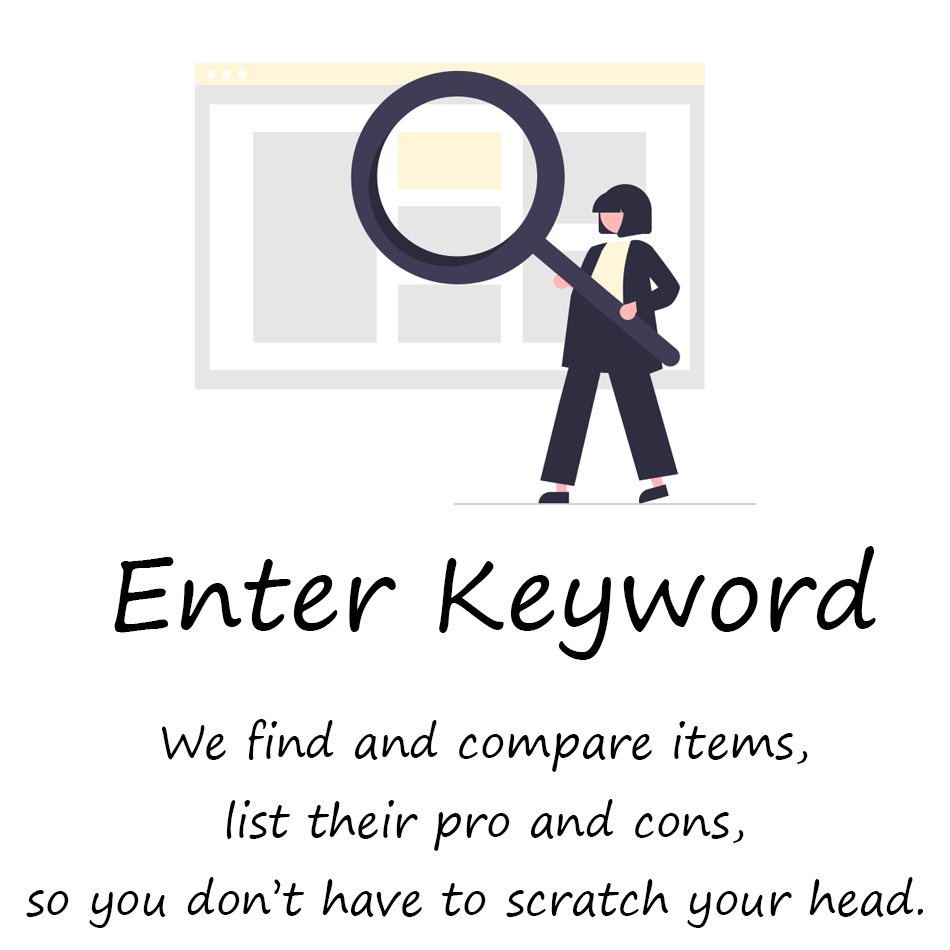 Enter Keyword
We find and compare items,
list their pro and cons,
so you don't have to scratch your head.